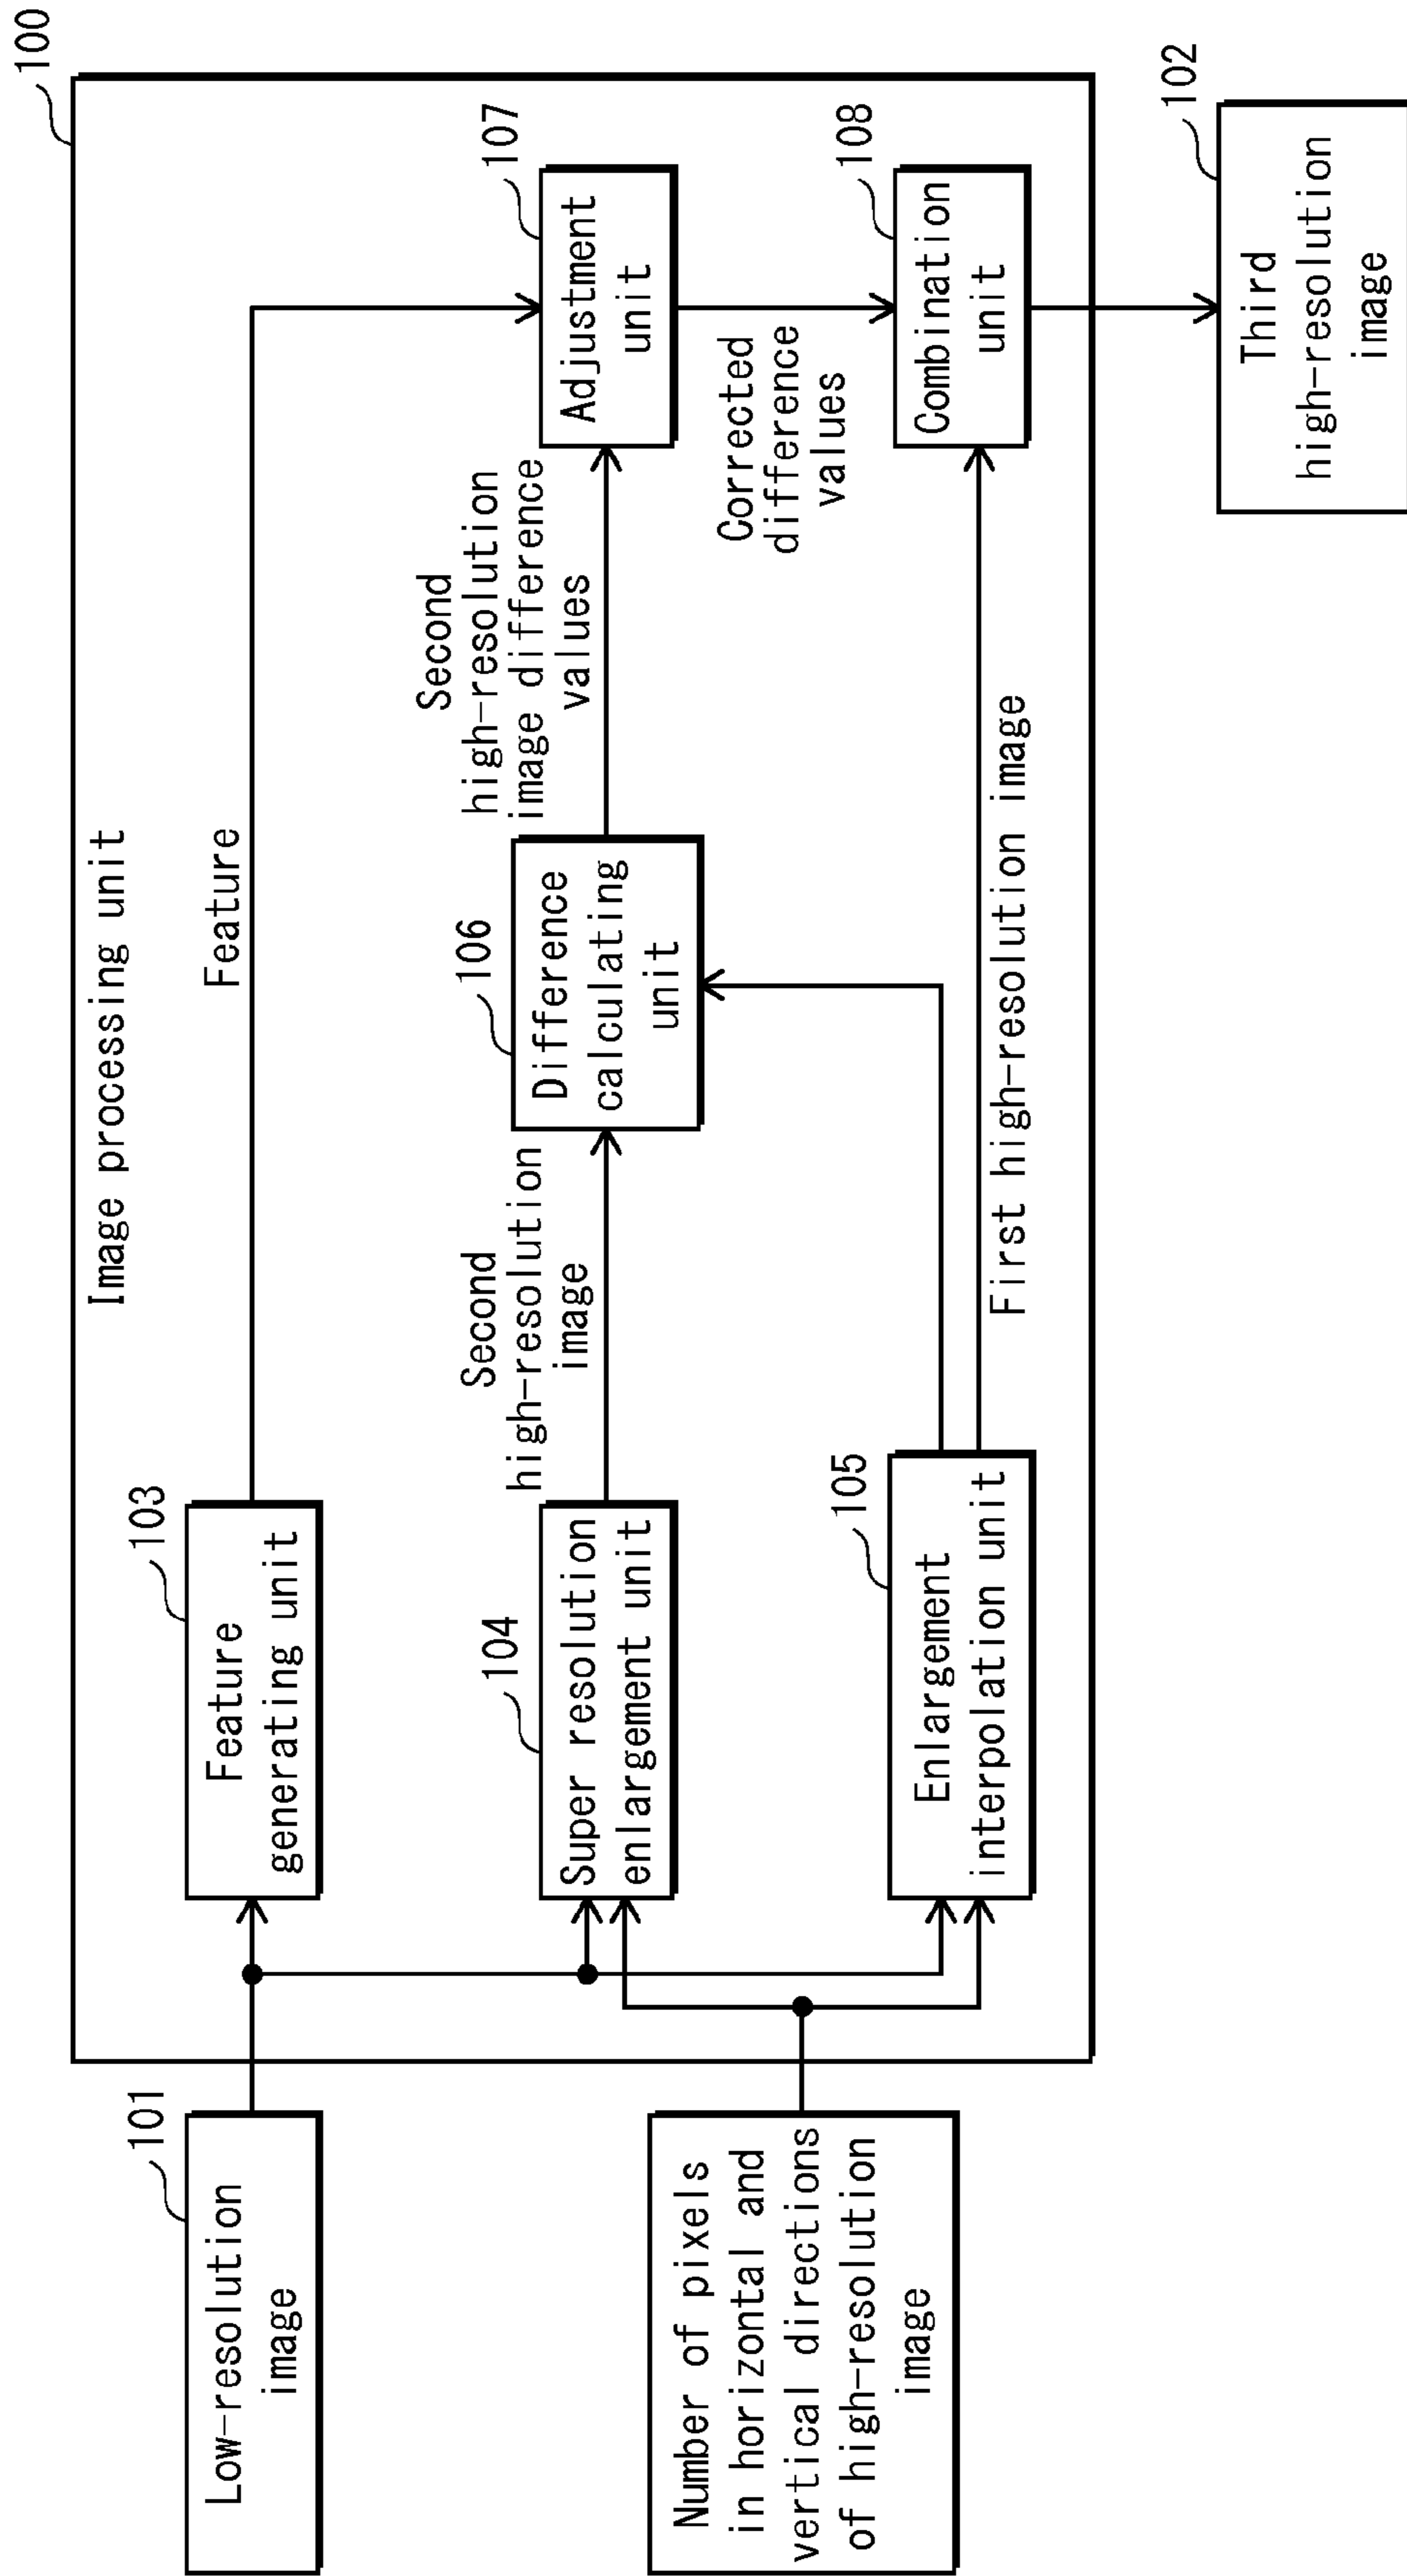 100
Image processing unit
101
Low-resolution
image
103
Feature
generating unit
Feature
104
Super resolution
enlargement unit
Second
high-resolution
image
106
Difference
calculating
unit
Second
high-resolution
image difference
values
107
Adjustment
unit
Number of pixels
in horizontal and
vertical directions
of high-resolution
image
105
Enlargement
interpolation unit
First high-resolution image
Corrected
difference
values
108
Combination
unit
102
Third
high-resolution
image